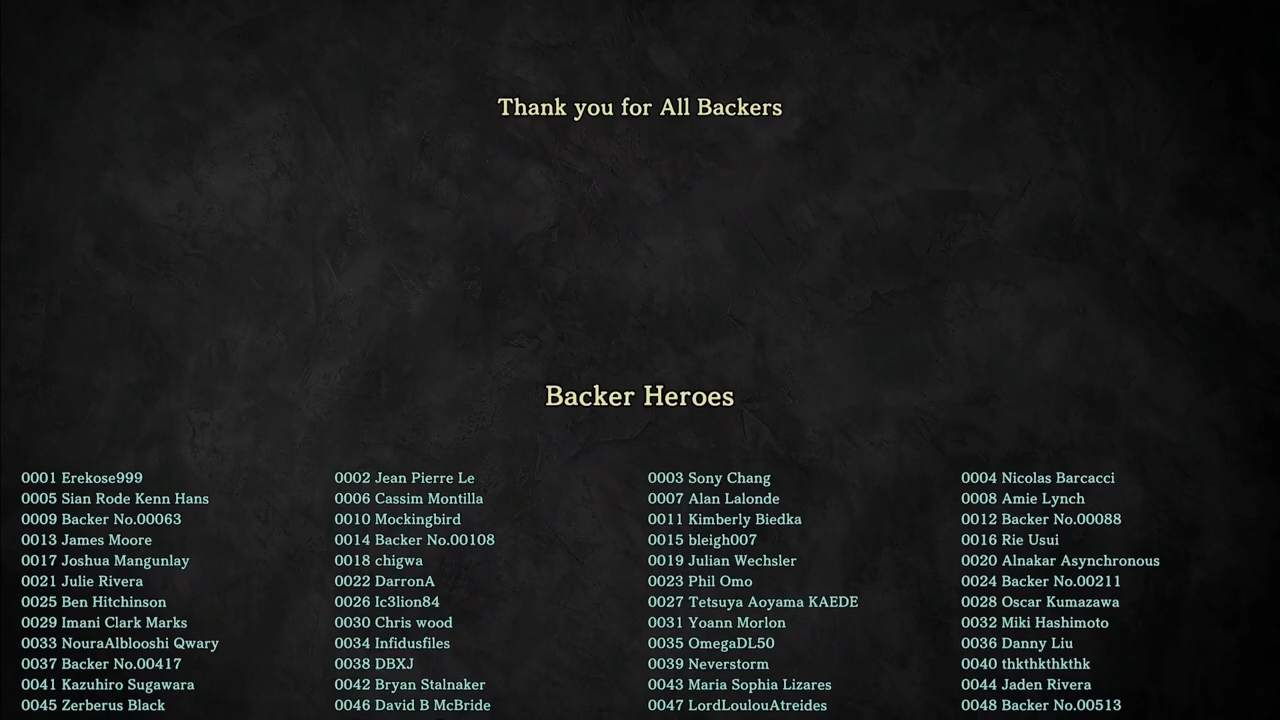 Thank you for All Backers
Backer Heroes
0001 Erekose999 0002 Jean Pierre Le 0003 Sony Chang 0004 Nicolas Barcacci
0005 Sian Rode Kenn Hans 0006 Cassim Montilla 0007 Alan Lalonde 0008 Amie Lynch
0009 Backer No.00063 0010 Mockingbird 0011 Kimberly Biedka 0012 Backer No.00088
0013 James Moore 0014 Backer No.00108 0015 bleigh007 0016 Rie Usui
0017 Joshua Mangunlay 0018 chigwa 0019 Julian Wechsler 0020 Alnakar Asynchronous
0021 Julie Rivera 0022 DarronA 0023 Phil Omo 0024 Backer No.00211
0025 Ben Hitchinson 0026 Ic3lion84 0027 Tetsuya Aoyama KAEDE 0028 Oscar Kumazawa
0029 Imani Clark Marks 0030 Chris wood 0031 Yoann Morlon 0032 Miki Hashimoto
0033 NouraAlblooshi Qwary 0034 Infidusfiles 0035 OmegaDL50 0036 Danny Liu
0037 Backer No.00417 0038 DBXJ 0039 Neverstorm 0040 thkthkthkthk
0041 Kazuhiro Sugawara 0042 Bryan Stalnaker 0043 Maria Sophia Lizares 0044 Jaden Rivera
0045 Zerberus Black 0046 David B McBride 0047 LordLoulouAtreides 0048 Backer No.00513